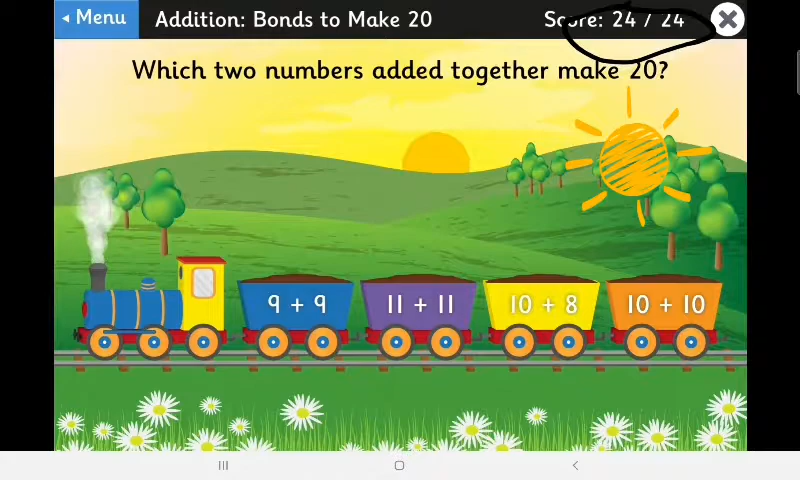 Menu Addition: Bonds to Make 20 Score: 24 / 24
Which two numbers added together make 20?
9 + 9 11 + 11 10 + 8 10 + 10